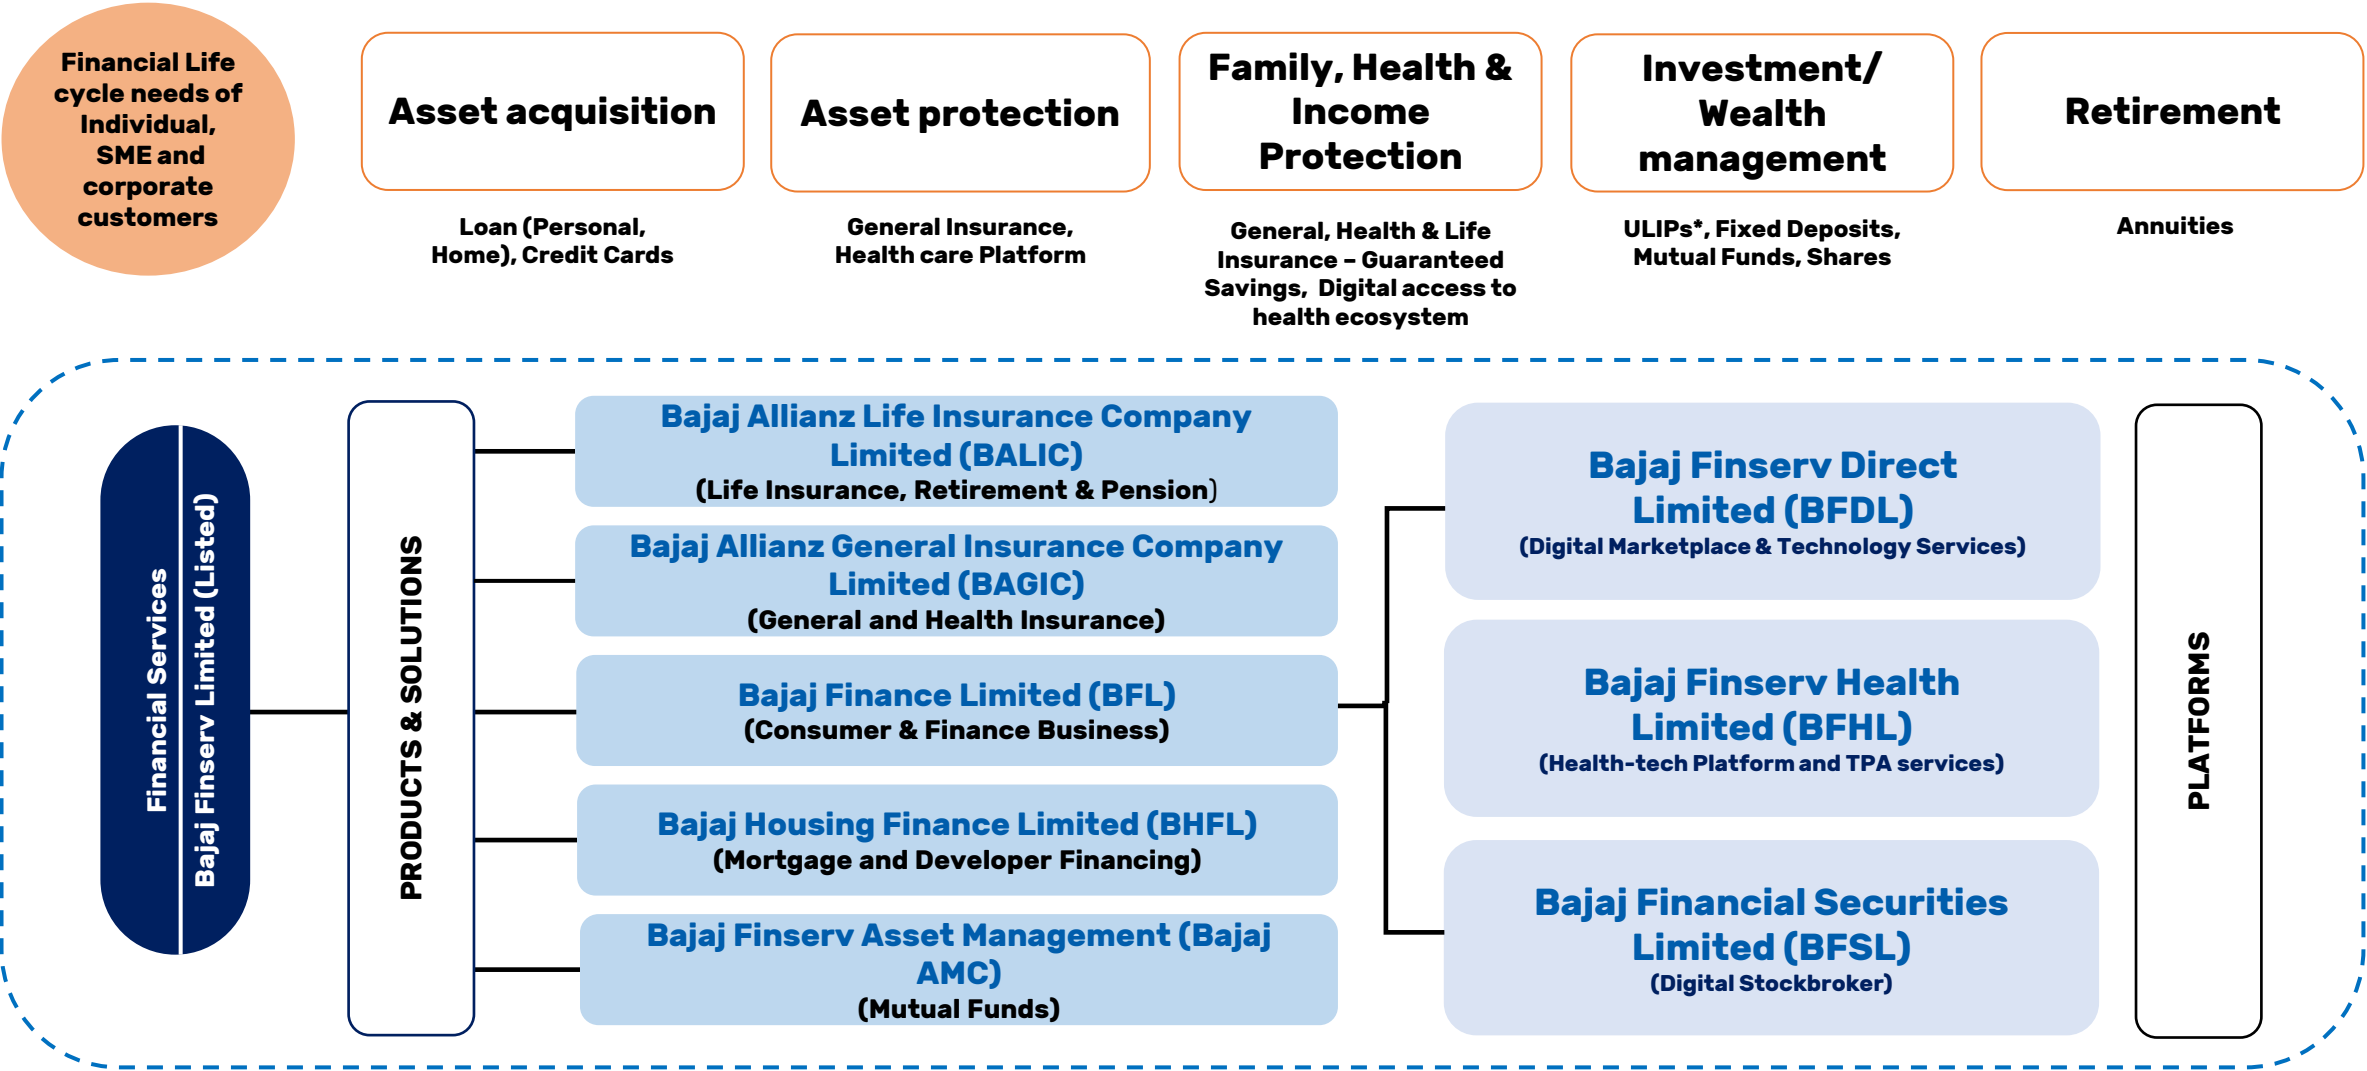 Financial Life
cycle needs of
Individual,
SME and
corporate
customers
Asset acquisition
Loan (Personal,
Home), Credit Cards
Asset protection
General Insurance,
Health care Platform
Family, Health &
Income
Protection
General, Health & Life
Insurance – Guaranteed
Savings, Digital access to
health ecosystem
Investment/
Wealth
management
ULIPs*, Fixed Deposits,
Mutual Funds, Shares
Retirement
Annuities
Financial Services
Bajaj Finserv Limited (Listed)
PRODUCTS & SOLUTIONS
Bajaj Allianz Life Insurance Company
Limited (BALIC)
(Life Insurance, Retirement & Pension)
Bajaj Allianz General Insurance Company
Limited (BAGIC)
(General and Health Insurance)
Bajaj Finance Limited (BFL)
(Consumer & Finance Business)
Bajaj Housing Finance Limited (BHFL)
(Mortgage and Developer Financing)
Bajaj Finserv Asset Management (Bajaj
AMC)
(Mutual Funds)
Bajaj Finserv Direct
Limited (BFDL)
(Digital Marketplace & Technology Services)
Bajaj Finserv Health
Limited (BFHL)
(Health-tech Platform and TPA services)
Bajaj Financial Securities
Limited (BFSL)
(Digital Stockbroker)
PLATFORMS